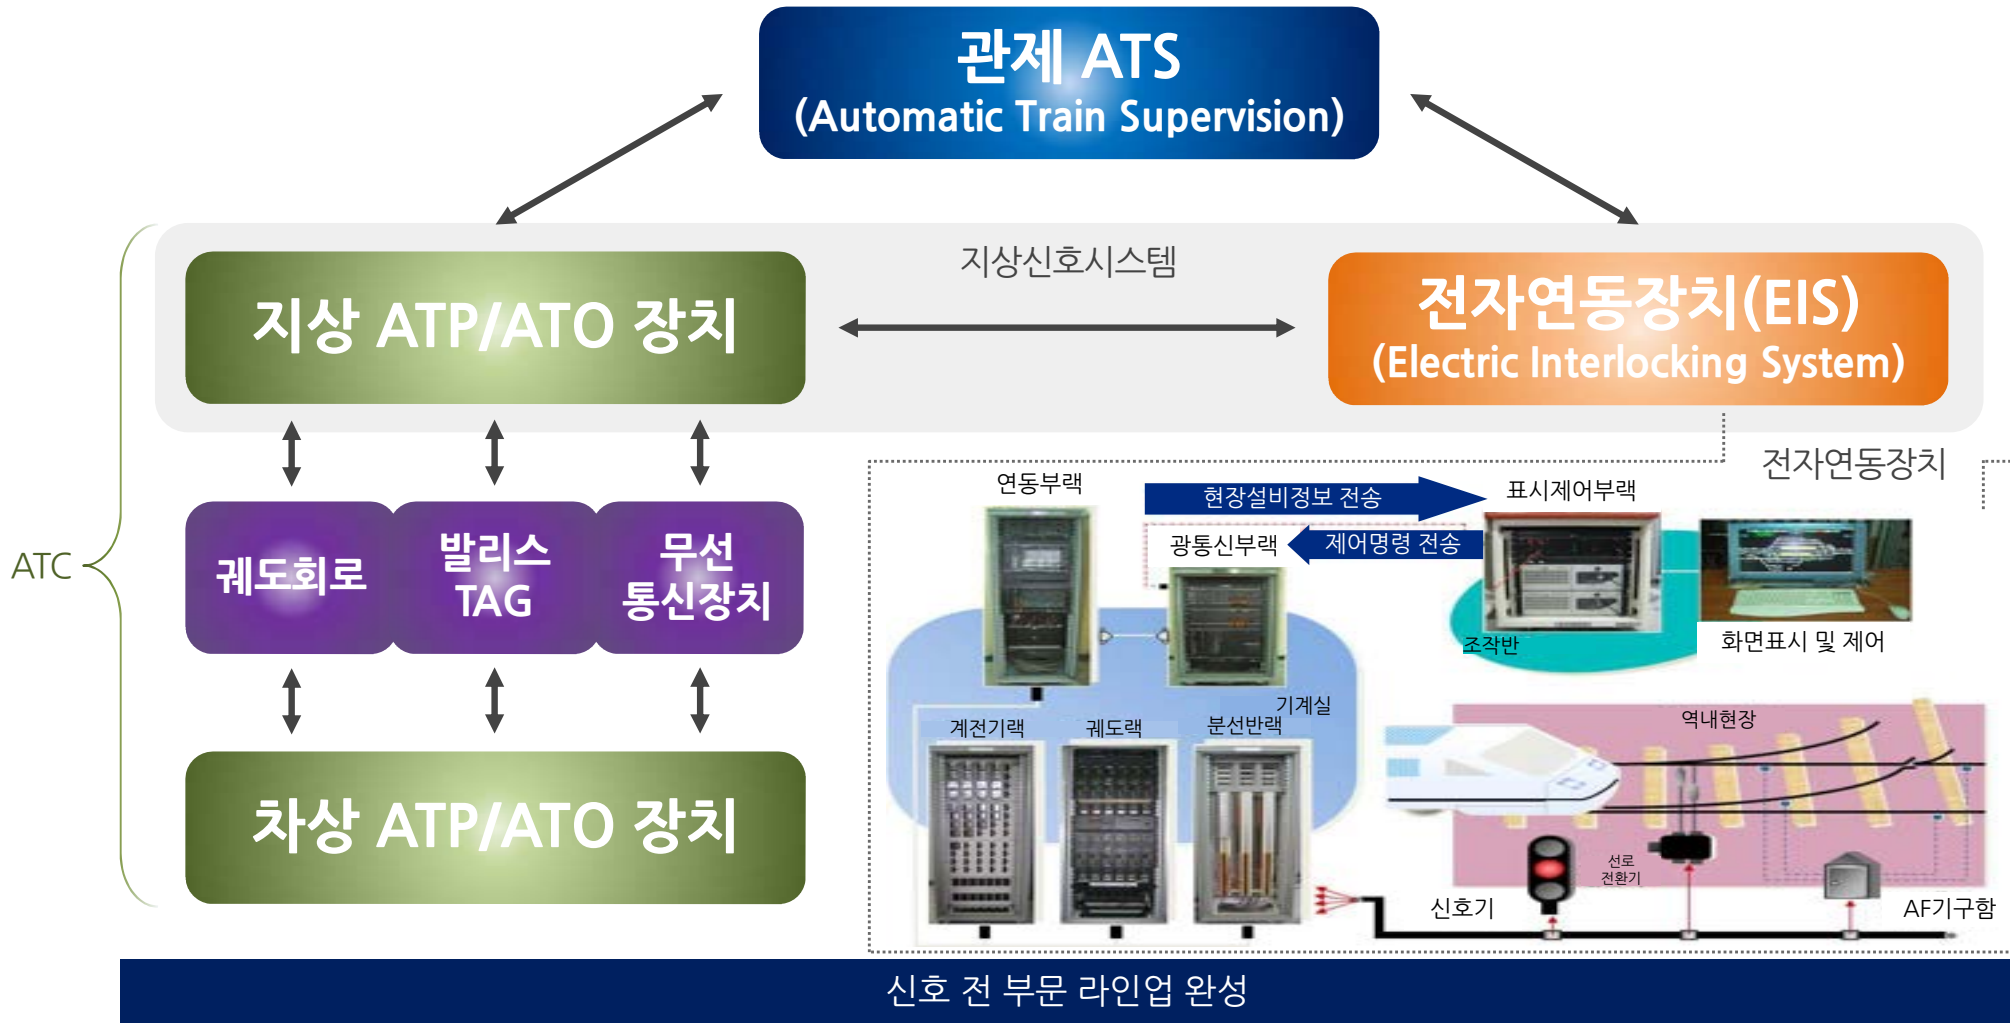 관제 ATS
(Automatic Train Supervision)
지상신호시스템
지상 ATP/ATO 장치
전자연동장치(EIS)
(Electric Interlocking System)
ATC
궤도회로
발리스
TAG
무선
통신장치
차상 ATP/ATO 장치
전자연동장치
연동부랙
현장설비정보 전송
표시제어부랙
광통신부랙
제어명령 전송
조작반
화면표시 및 제어
기계실
계전기랙
궤도랙
분선반랙
역내현장
선로
전환기
신호기
AF기구함
신호 전 부문 라인업 완성